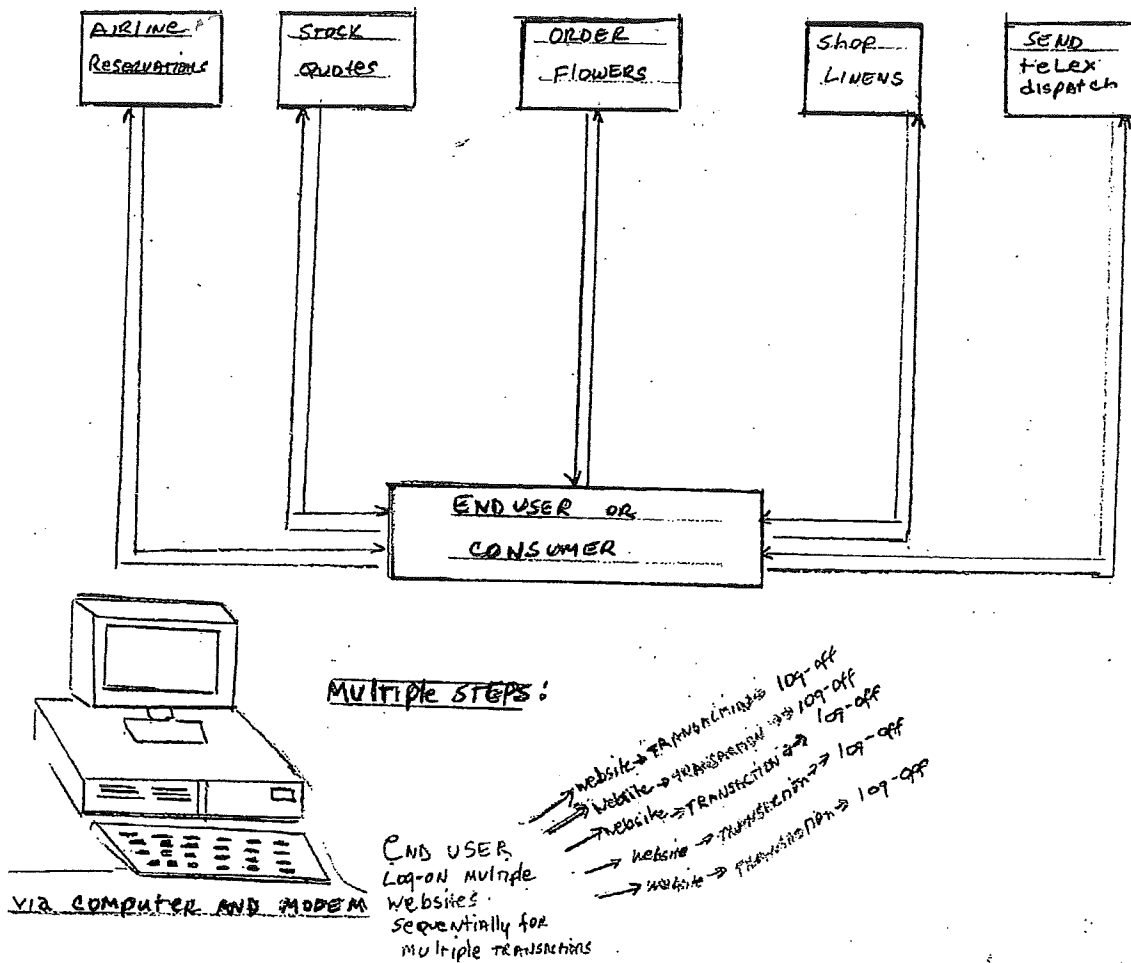 AIRLINE
RESERVATIONS
STOCK
QUOTES
ORDER
FLOWERS
Shop
LINENS
SEND
teLex
dispatch
END USER OR
CONSUMER
MULTIPLE STEPS:
website → TRANSACTION → log-off
website → TRANSACTION → log-off
website → TRANSACTION → log-off
website → TRANSACTION → log-off
website → TRANSACTION → log-off
END USER
Log-ON MULTIPLE
websites.
Sequentially for
MULTIPLE TRANSACTIONS
VIA COMPUTER AND MODEM